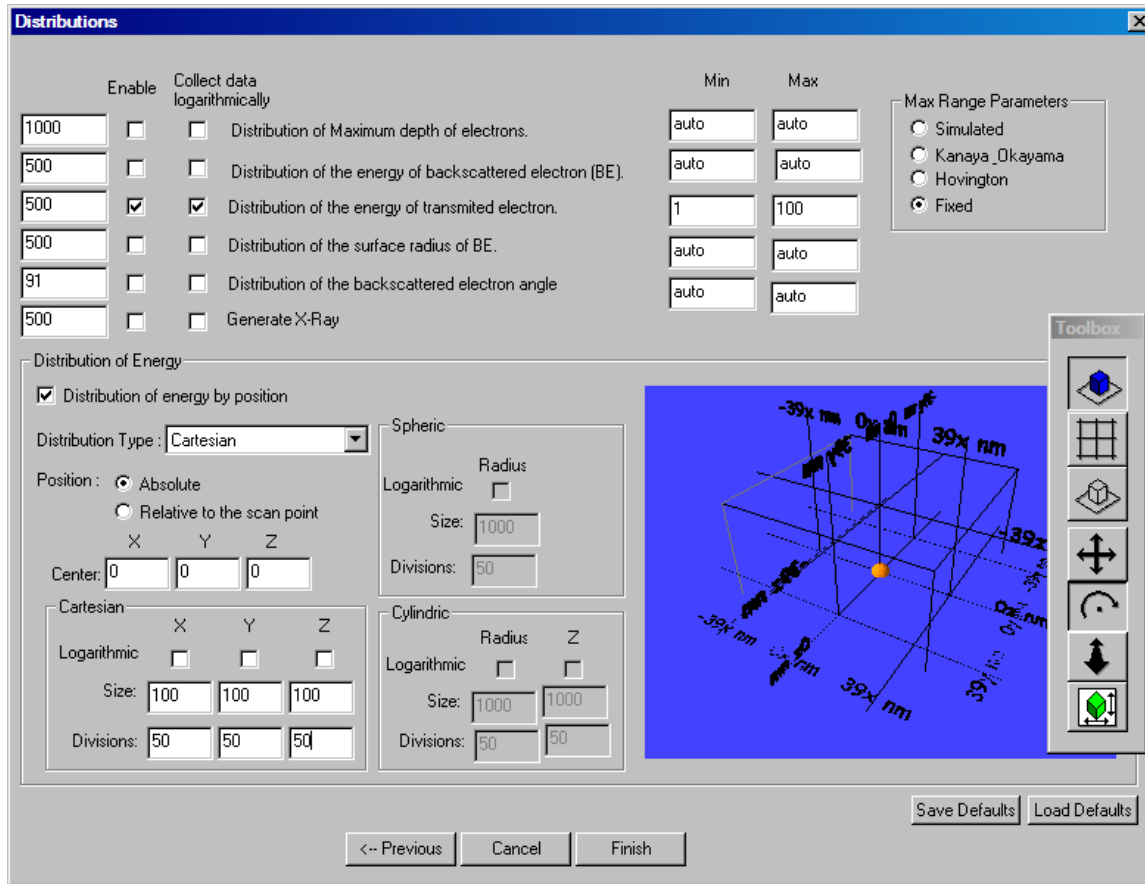 Distributions
Enable
Collect data
logarithmically
Min
Max
Max Range Parameters
1000
Distribution of Maximum depth of electrons.
auto
auto
Simulated
500
Distribution of the energy of backscattered electron (BE).
auto
auto
Kanaya_Okayama
Hovington
500
Distribution of the energy of transmited electron.
1
100
Fixed
500
Distribution of the surface radius of BE.
auto
auto
91
Distribution of the backscattered electron angle
auto
auto
500
Generate X-Ray
Toolbox
Distribution of Energy
Distribution of energy by position
Distribution Type : Cartesian
Position : Absolute
Relative to the scan point
X Y Z
Center: 0 0 0
Cartesian
X Y Z
Logarithmic
Size: 100 100 100
Divisions: 50 50 50
Spheric
Radius
Logarithmic
Size: 1000
Divisions: 50
Cylindric
Radius Z
Logarithmic
Size: 1000 1000
Divisions: 50 50
-39x nm
39x nm
-39x
-39x nm
39x nm
39x nm
Save Defaults
Load Defaults
<-- Previous
Cancel
Finish